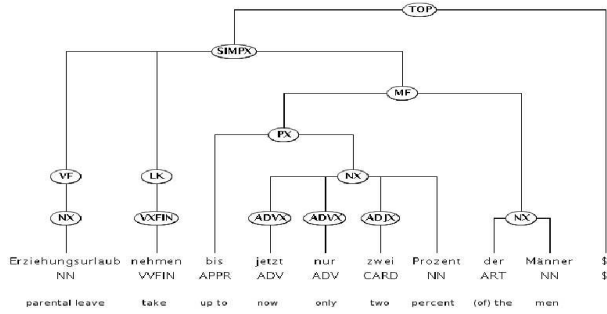 TOP
SIMPX
MF
PX
VF LK NX
NX VXFIN ADVX ADVX ADJX NX
Erziehungsurlaub nehmen bis jetzt nur zwei Prozent der Männer $
NN VVFIN APPR ADV ADV CARD NN ART NN $
parental leave take up to now only two percent (of) the men